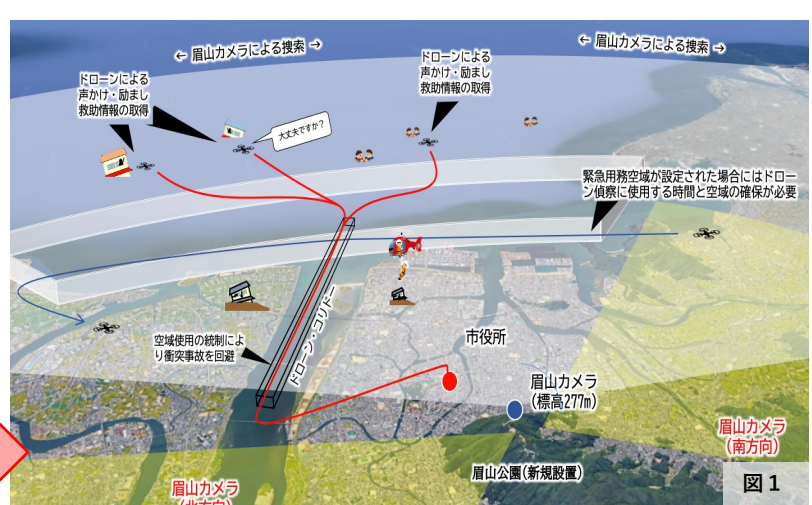 ← 眉山カメラによる捜索 →
← 眉山カメラによる捜索 →
ドローンによる
声かけ・励まし
救助情報の取得
ドローンによる
声かけ・励まし
救助情報の取得
大丈夫ですか？
緊急用務空域が設定された場合にはドロー
ン偵察に使用する時間と空域の確保が必要
空域使用の統制によ
り衝突事故を回避
ドローン・コリドー
市役所
眉山カメラ
（標高277m）
眉山カメラ
（南方向）
眉山公園（新規設置）
眉山カメラ
（北方向）
図１